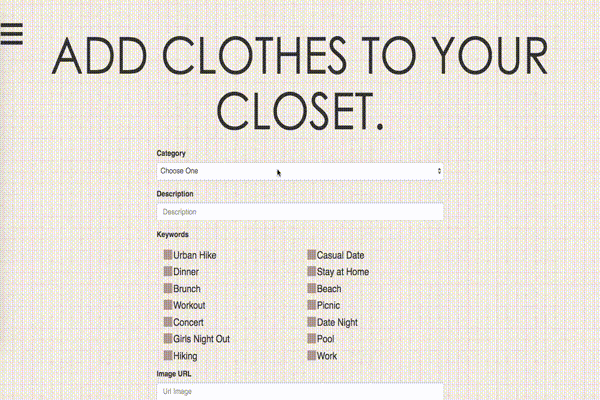 ADD CLOTHES TO YOUR
CLOSET.
Category
Choose One
Description
Description
Keywords
Urban Hike
Casual Date
Dinner
Stay at Home
Brunch
Beach
Workout
Picnic
Concert
Date Night
Girls Night Out
Pool
Hiking
Work
Image URL
Url Image